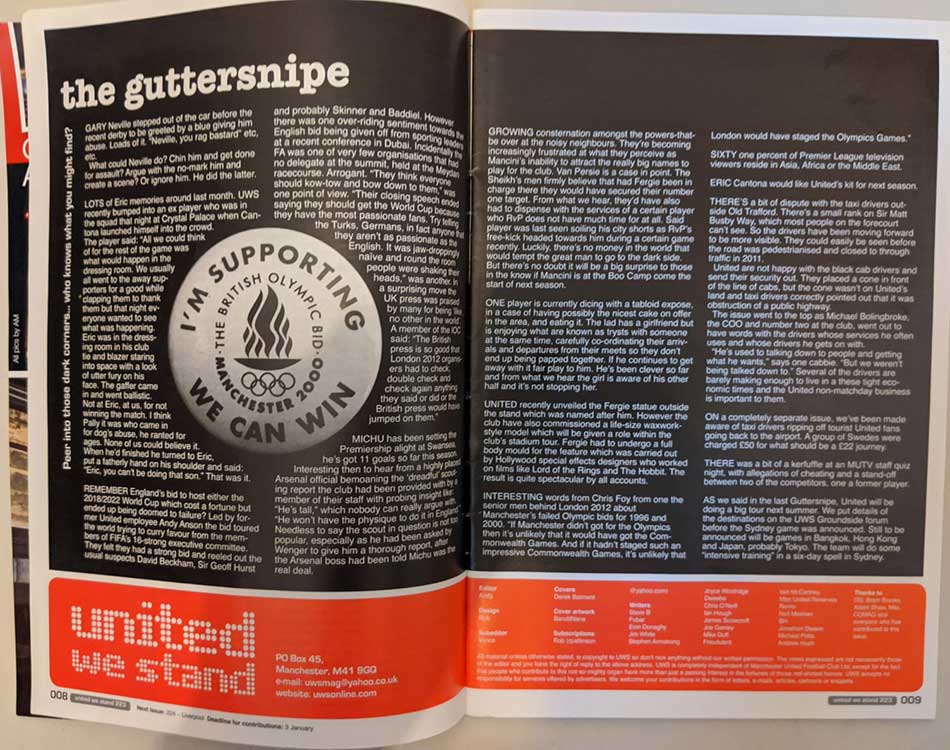 the guttersnipe
Peer into those dark corners... who knows what you might find?
All pics by AM
GARY Neville stepped out of the car before the
recent derby to be greeted by a blue giving him
abuse. Loads of it. "Neville, you rag bastard" etc,
etc.
What could Neville do? Chin him and get done
for assault? Argue with the no-mark him and
create a scene? Or ignore him. He did the latter.
LOTS of Eric memories around last month. UWS
recently bumped into an ex player who was in
the squad that night at Crystal Palace when Can-
tona launched himself into the crowd.
The player said: "All we could think
of for the rest of the game was
what would happen in the
dressing room. We usually
all went to the away sup-
porters for a good while
clapping them to thank
them but that night ev-
eryone wanted to see
what was happening.
Eric was in the dress-
ing room in his club
tie and blazer staring
into space with a look
of utter fury on his
face. The gaffer came
in and went ballistic.
Not at Eric, at us, for not
winning the match. I think
Pally it was who came in
for dog's abuse, he ranted for
ages. None of us could believe it.
When he'd finished he turned to Eric,
put a fatherly hand on his shoulder and said:
"Eric, you can't be doing that son." That was it.
REMEMBER England's bid to host either the
2018/2022 World Cup which cost a fortune but
ended up being doomed to failure? Led by for-
mer United employee Andy Anson the bid toured
the world trying to curry favour from the mem-
bers of FIFA's 16-strong executive committee.
They felt they had a strong bid and reeled out the
usual suspects David Beckham, Sir Geoff Hurst
and probably Skinner and Baddiel. However
there was one over-riding sentiment towards the
English bid being given off from sporting leaders
at a recent conference in Dubai. Incidentally the
FA was one of very few organisations that had
no delegate at the summit, held at the Meydan
racecourse. Arrogant. "They think everyone
should kow-tow and bow down to them," was
one point of view. "Their closing speech ended
saying they should get the World Cup because
they have the most passionate fans. Try telling
the Turks, Germans, in fact anyone that
they aren't as passionate as the
English. It was jaw-droppingly
naïve and round the room
people were shaking their
heads," was another. In
a surprising move the
UK press was praised
by many for being like
no other in the world.
A member of the IOC
said: "The British
press is so good that
London 2012 organis-
ers had to check,
double check and
check again anything
they said or did or the
British press would have
jumped on them."
MICHU has been setting the
Premiership alight at Swansea,
he's got 11 goals so far this season.
Interesting then to hear from a highly placed
Arsenal official bemoaning the 'dreadful' scout-
ing report the club had been provided with by a
member of their staff with probing insight like:
"He's tall," which nobody can really argue with,
"He won't have the physique to do it in England".
Needless to say the scout in question is not too
popular, especially as he had been asked by
Wenger to give him a thorough report, after
the Arsenal boss had been told Michu was the
real deal.
I'M SUPPORTING
THE BRITISH OLYMPIC BID
MANCHESTER 2000
WE CAN WIN
GROWING consternation amongst the powers-that-
be over at the noisy neighbours. They're becoming
increasingly frustrated at what they perceive as
Mancini's inability to attract the really big names to
play for the club. Van Persie is a case in point. The
Sheikh's men firmly believe that had Fergie been in
charge there they would have landed their number
one target. From what we hear, they'd have also
had to dispense with the services of a certain player
who RvP does not have much time for at all. Said
player was last seen soiling his city shorts as RvP's
free-kick headed towards him during a certain game
recently. Luckily, there's no money in the world that
would tempt the great man to go to the dark side.
But there's no doubt it will be a big surprise to those
in the know if Mancini is at the Boo Camp come the
start of next season.
ONE player is currently dicing with a tabloid expose,
in a case of having possibly the nicest cake on offer
in the area, and eating it. The lad has a girlfriend but
is enjoying what are known as trysts with someone
at the same time, carefully co-ordinating their arriv-
als and departures from their meets so they don't
end up being papped together. If he continues to get
away with it fair play to him. He's been clever so far
and from what we hear the girl is aware of his other
half and it's not stopping her.
UNITED recently unveiled the Fergie statue outside
the stand which was named after him. However the
club have also commissioned a life-size waxwork-
style model which will be given a role within the
club's stadium tour. Fergie had to undergo a full
body mould for the feature which was carried out
by Hollywood special effects designers who worked
on films like Lord of the Rings and The Hobbit. The
result is quite spectacular by all accounts.
INTERESTING words from Chris Foy from one the
senior men behind London 2012 about
Manchester's failed Olympic bids for 1996 and
2000. "If Manchester didn't got for the Olympics
then it's unlikely that it would have got the Com-
monwealth Games. And if it hadn't staged such an
impressive Commonwealth Games, it's unlikely that
London would have staged the Olympics Games."
SIXTY one percent of Premier League television
viewers reside in Asia, Africa or the Middle East.
ERIC Cantona would like United's kit for next season.
THERE'S a bit of dispute with the taxi drivers out-
side Old Trafford. There's a small rank on Sir Matt
Busby Way, which most people on the forecourt
can't see. So the drivers have been moving forward
to be more visible. They could easily be seen before
the road was pedestrianised and closed to through
traffic in 2011.
United are not happy with the black cab drivers and
send their security out. They placed a cone in front
of the line of cabs, but the cone wasn't on United's
land and taxi drivers correctly pointed out that it was
obstruction of a public highway.
The issue went to the top as Michael Bolingbroke,
the COO and number two at the club, went out to
have words with the drivers whose services he often
uses and whose drivers he gets on with.
"He's used to talking down to people and getting
what he wants," says one cabbie. "But we weren't
being talked down to." Several of the drivers are
barely making enough to live in a these tight eco-
nomic times and the United non-matchday business
is important to them.
ON a completely separate issue, we've been made
aware of taxi drivers ripping off tourist United fans
going back to the airport. A group of Swedes were
charged £50 for what should be a £22 journey.
THERE was a bit of a kerfuffle at an MUTV staff quiz
night, with allegations of cheating and a stand-off
between two of the competitors, one a former player.
AS we said in the last Guttersnipe, United will be
doing a big tour next summer. We put details of
the destinations on the UWS Groundside forum
before the Sydney game was announced. Still to be
announced will be games in Bangkok, Hong Kong
and Japan, probably Tokyo. The team will do some
"intensive training" in a six-day spell in Sydney.
united
we stand
PO Box 45,
Manchester, M41 9GQ
e-mail: uwsmag@yahoo.co.uk
website: uwsonline.com
Editor
Andy
Design
Rob
Subeditor
Covers
Derek Balment
Cover artwork
Subscriptions
@yahoo.com/
Writers
Steve B
Fubar
Eion Donaghy
Jim White
Stephen Armstrong
Joyce Woolridge
Chris O'Neill
Ian Hough
James Scowcroft
Joe Ganley
Mike Duff
Man United Reserves
Thanks to
008 united we stand 223
Next issue: 224 – Liverpool Deadline for contributions: 5 January
united we stand 223 009